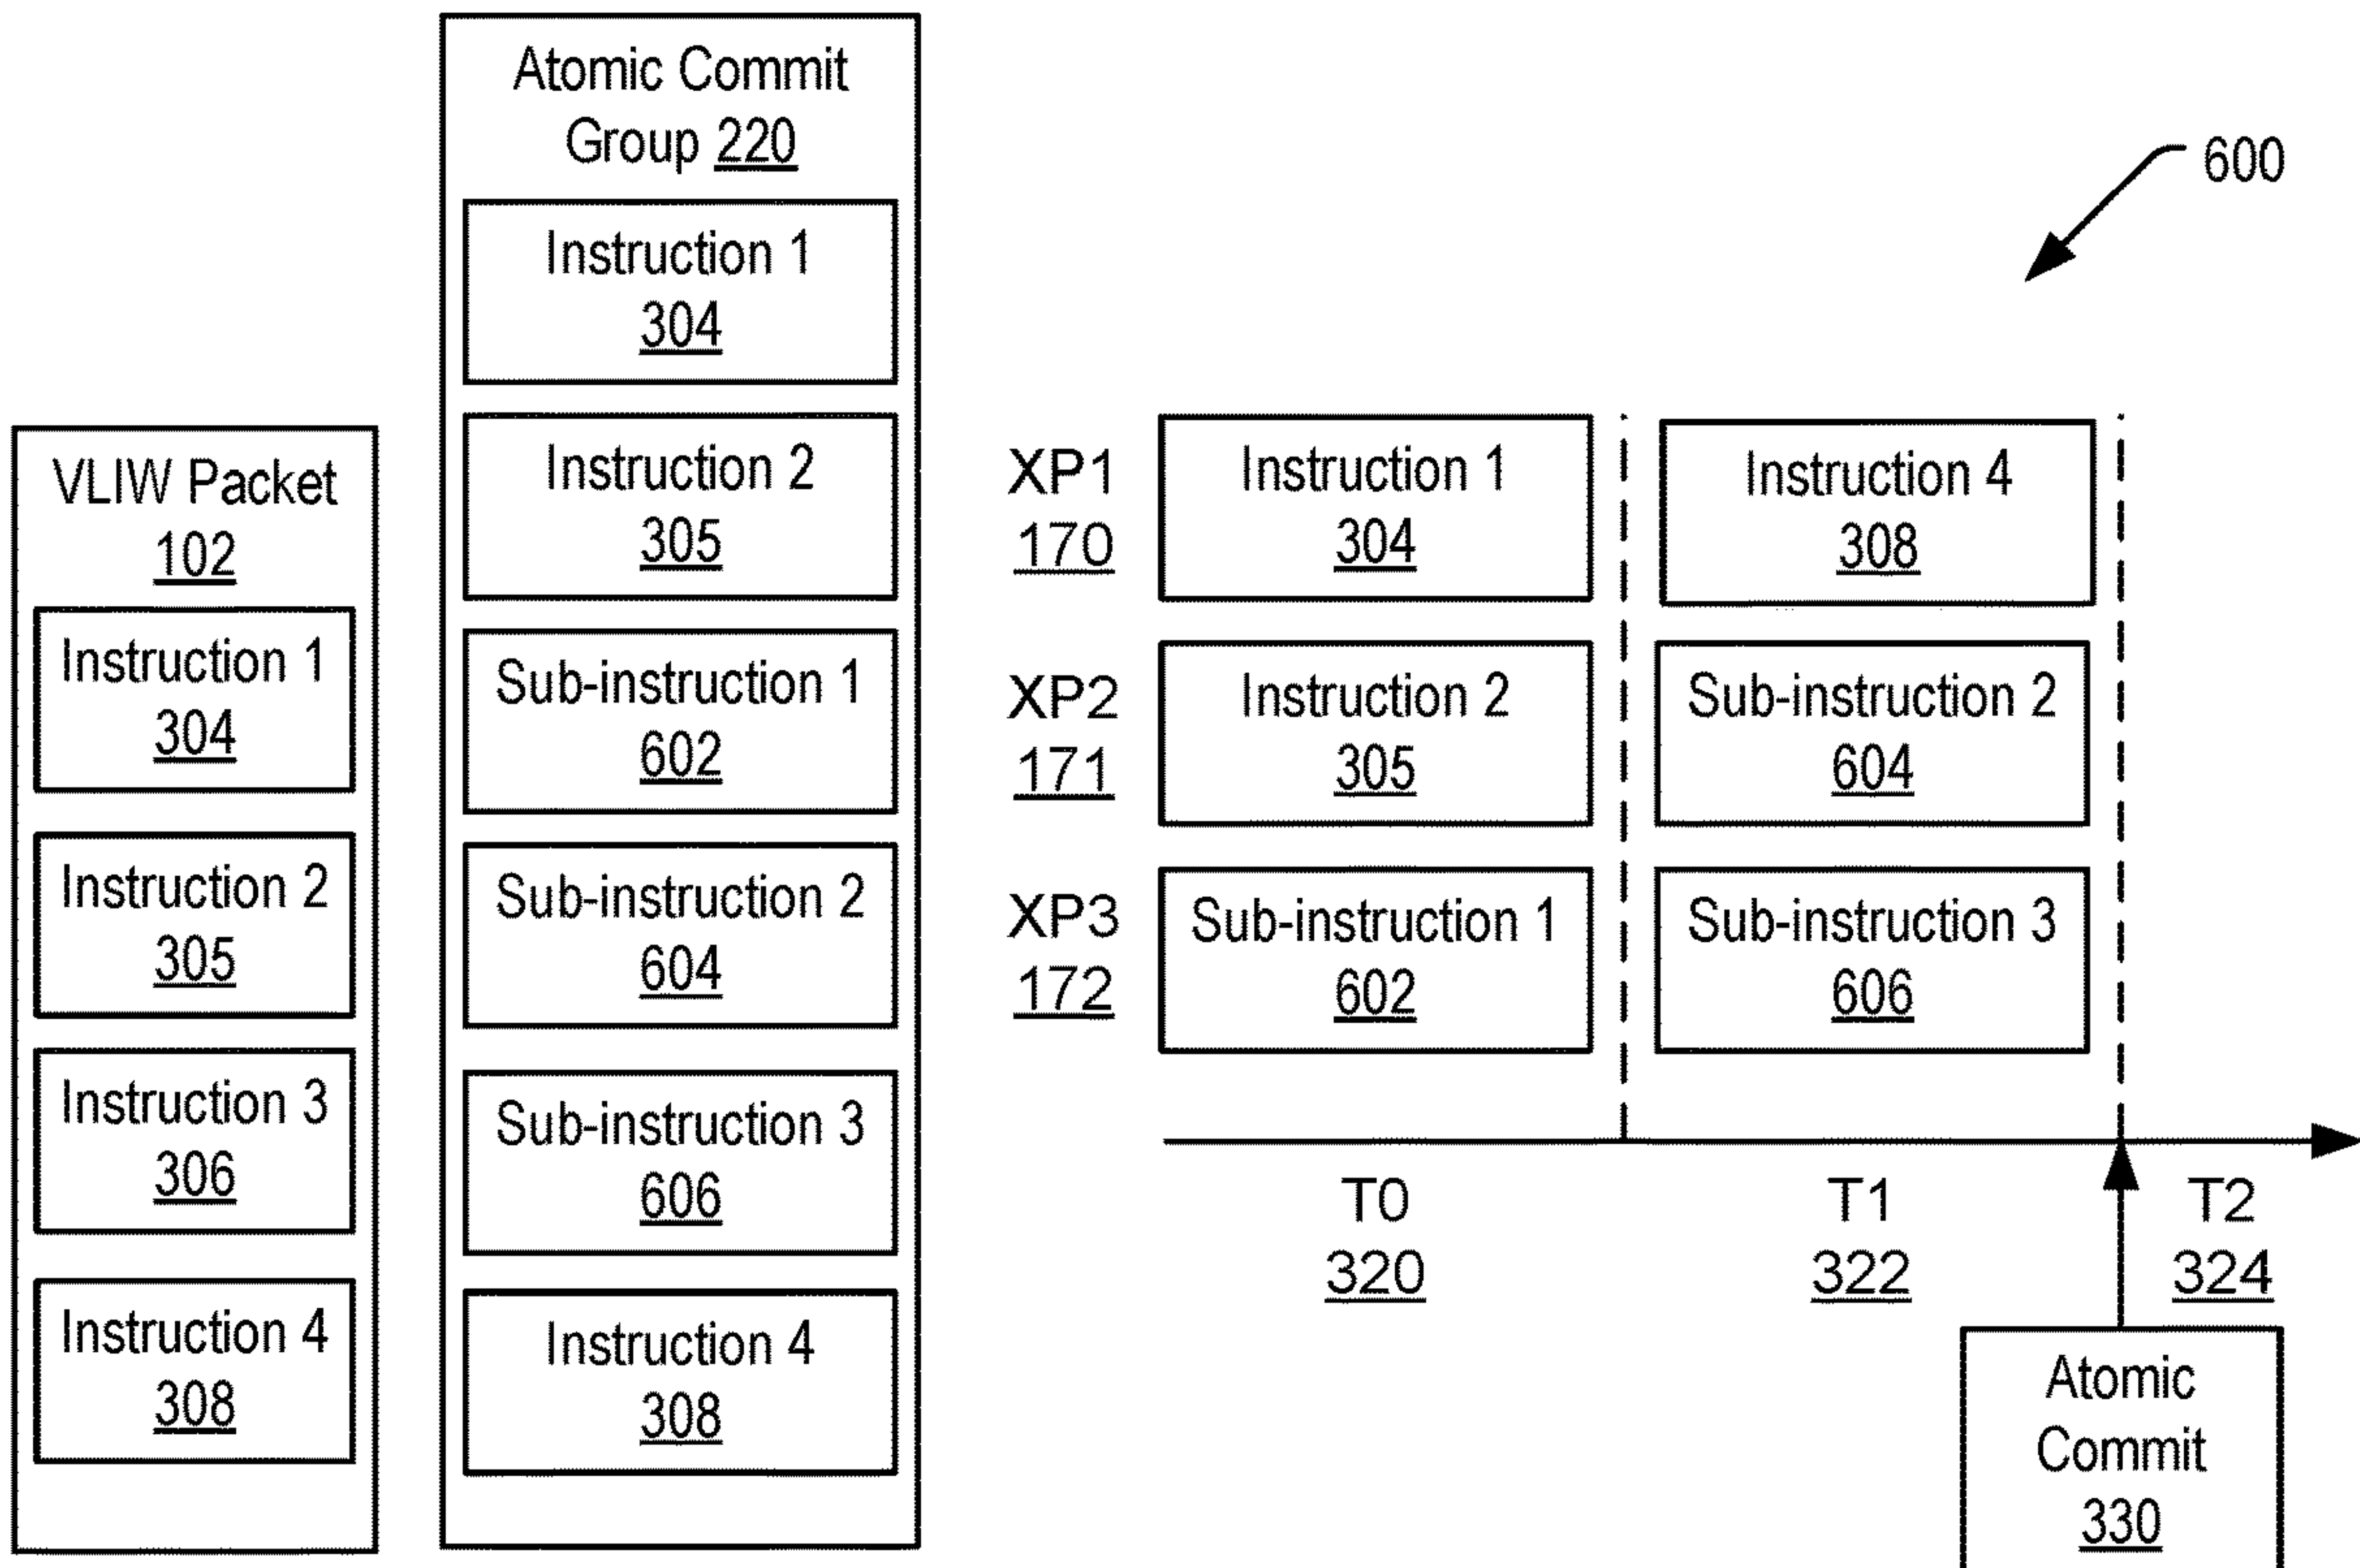 VLIW Packet
102
Instruction 1
304
Instruction 2
305
Instruction 3
306
Instruction 4
308
Atomic Commit
Group 220
Instruction 1
304
Instruction 2
305
Sub-instruction 1
602
Sub-instruction 2
604
Sub-instruction 3
606
Instruction 4
308
600
XP1
170
Instruction 1
304
Instruction 4
308
XP2
171
Instruction 2
305
Sub-instruction 2
604
XP3
172
Sub-instruction 1
602
Sub-instruction 3
606
T0
320
T1
322
T2
324
Atomic
Commit
330